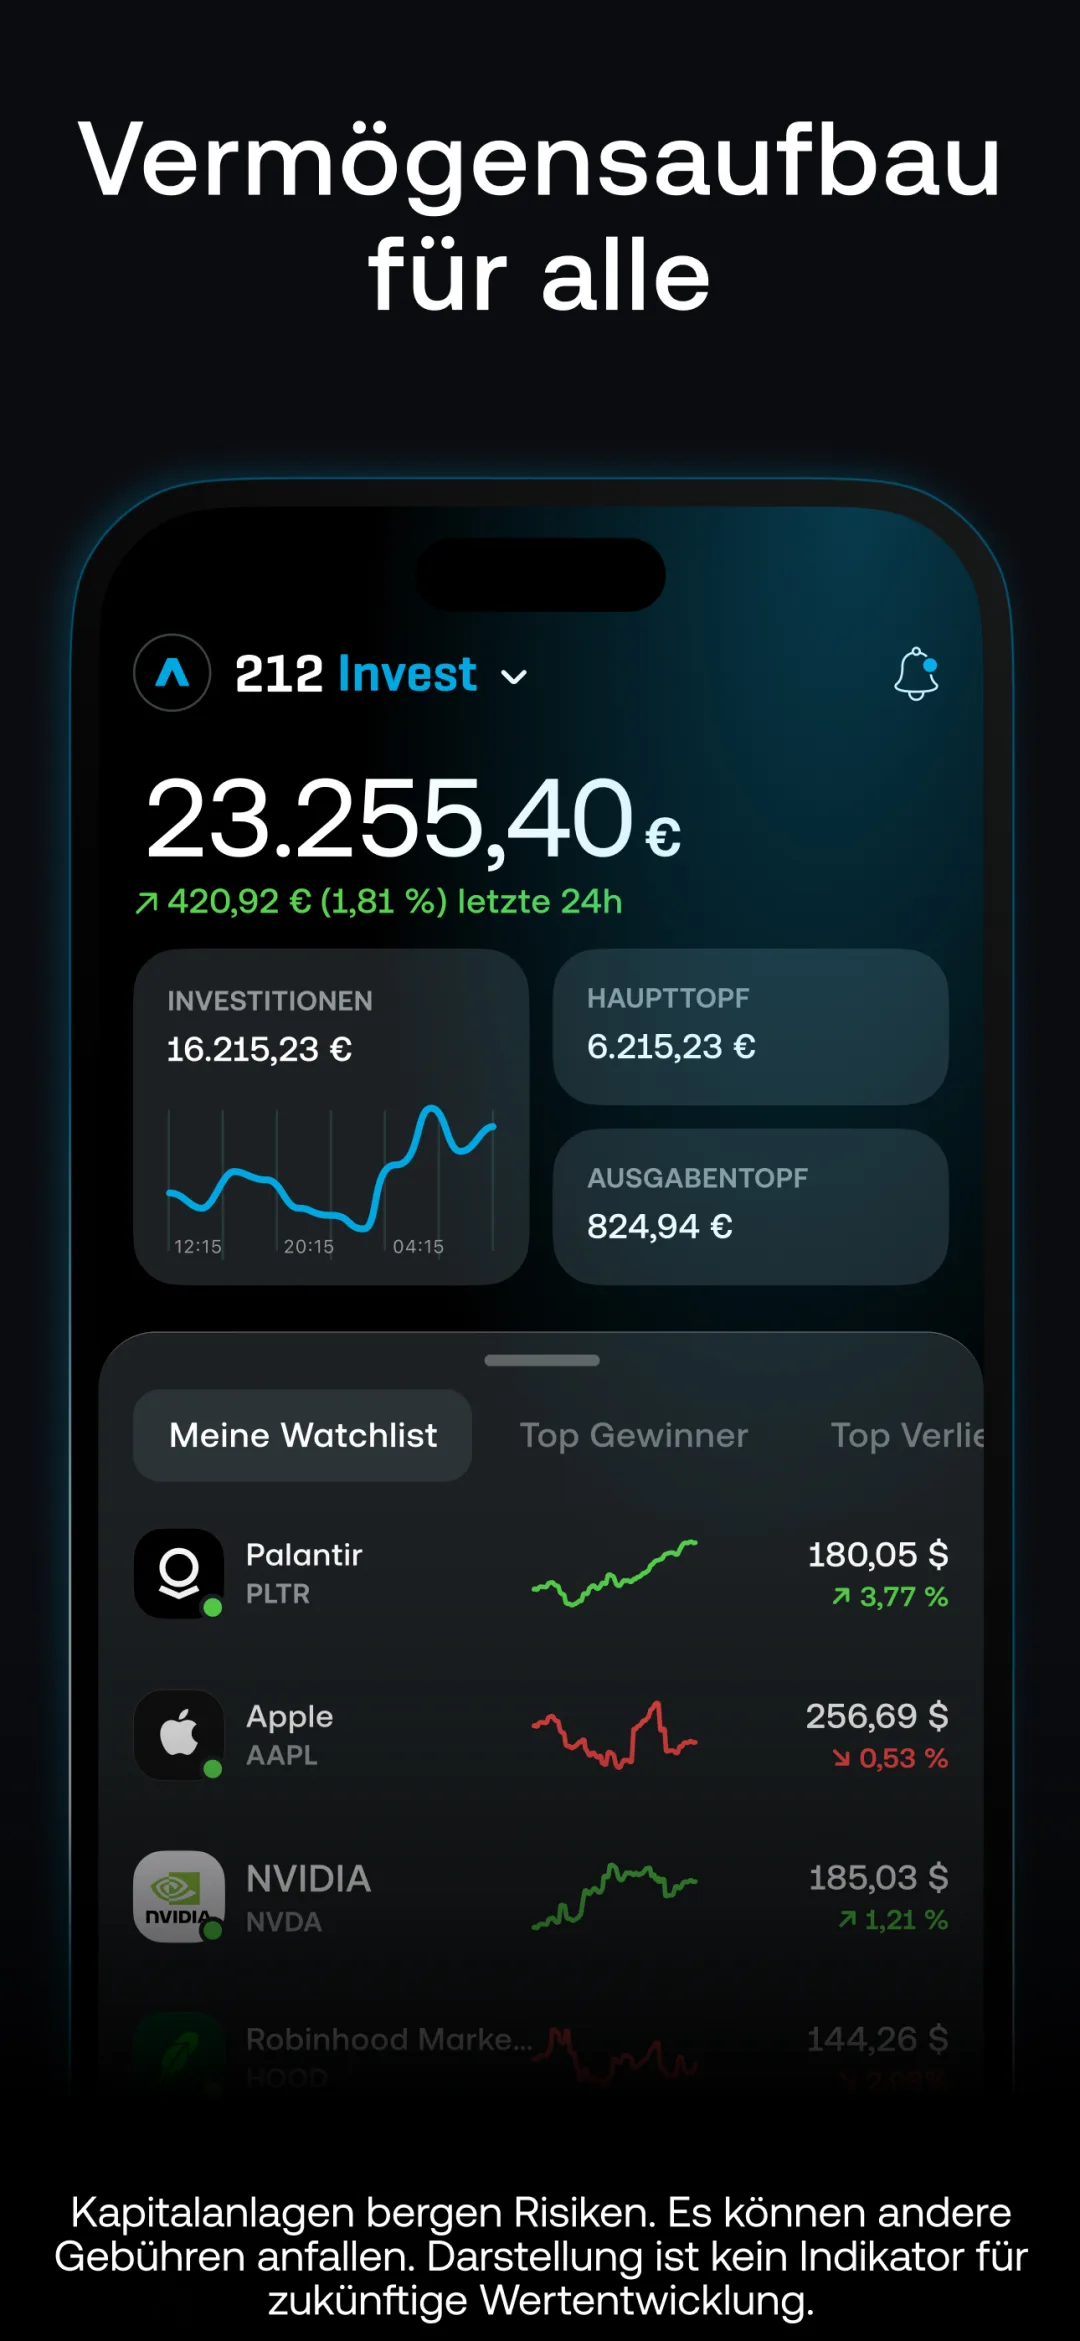 Vermögensaufbau
für alle
212 Invest
23.255,40 €
↗ 420,92 € (1,81 %) letzte 24h
INVESTITIONEN
16.215,23 €
12:15 20:15 04:15
HAUPTTOPF
6.215,23 €
AUSGABENTOPF
824,94 €
Meine Watchlist Top Gewinner Top Verlie
Palantir
PLTR
180,05 $
↗ 3,77 %
Apple
AAPL
256,69 $
↘ 0,53 %
NVIDIA
NVIDIA
NVDA
185,03 $
↗ 1,21 %
Robinhood Marke...
HOOD
144,26 $
Kapitalanlagen bergen Risiken. Es können andere
Gebühren anfallen. Darstellung ist kein Indikator für
zukünftige Wertentwicklung.